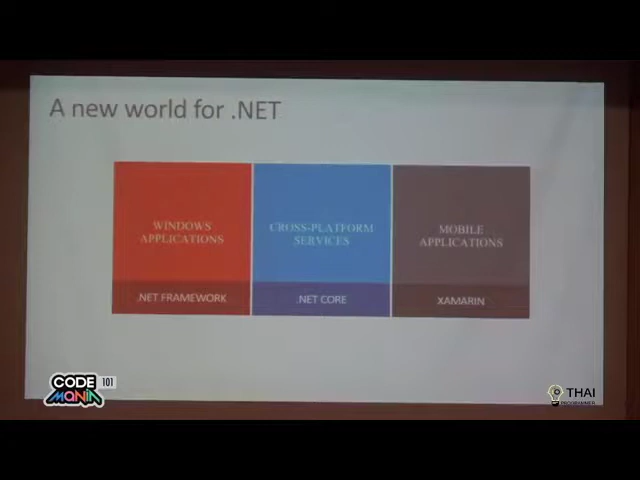 A new world for .NET
WINDOWS
APPLICATIONS
CROSS-PLATFORM
SERVICES
MOBILE
APPLICATIONS
.NET FRAMEWORK
.NET CORE
XAMARIN
CODE 101
MANIA
THAI
PROGRAMMER